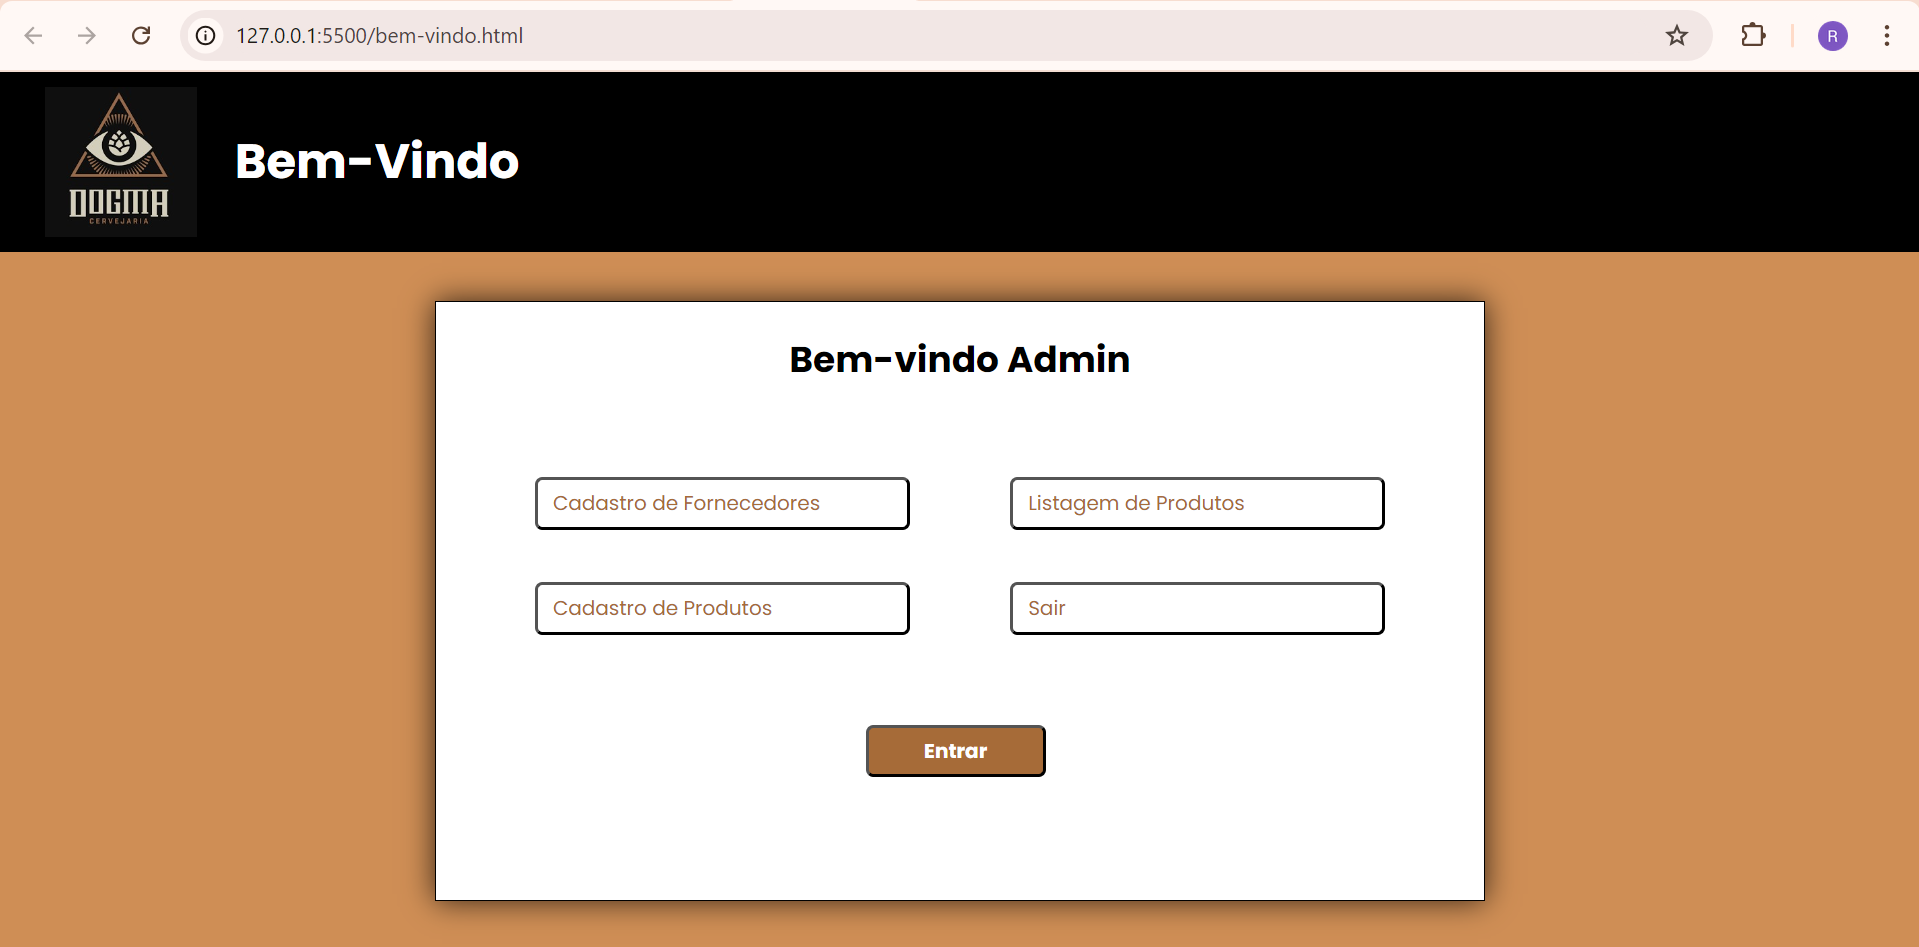 127.0.0.1:5500/bem-vindo.html
R
DOGMA
CERVEJARIA
Bem-Vindo
Bem-vindo Admin
Cadastro de Fornecedores
Listagem de Produtos
Cadastro de Produtos
Sair
Entrar